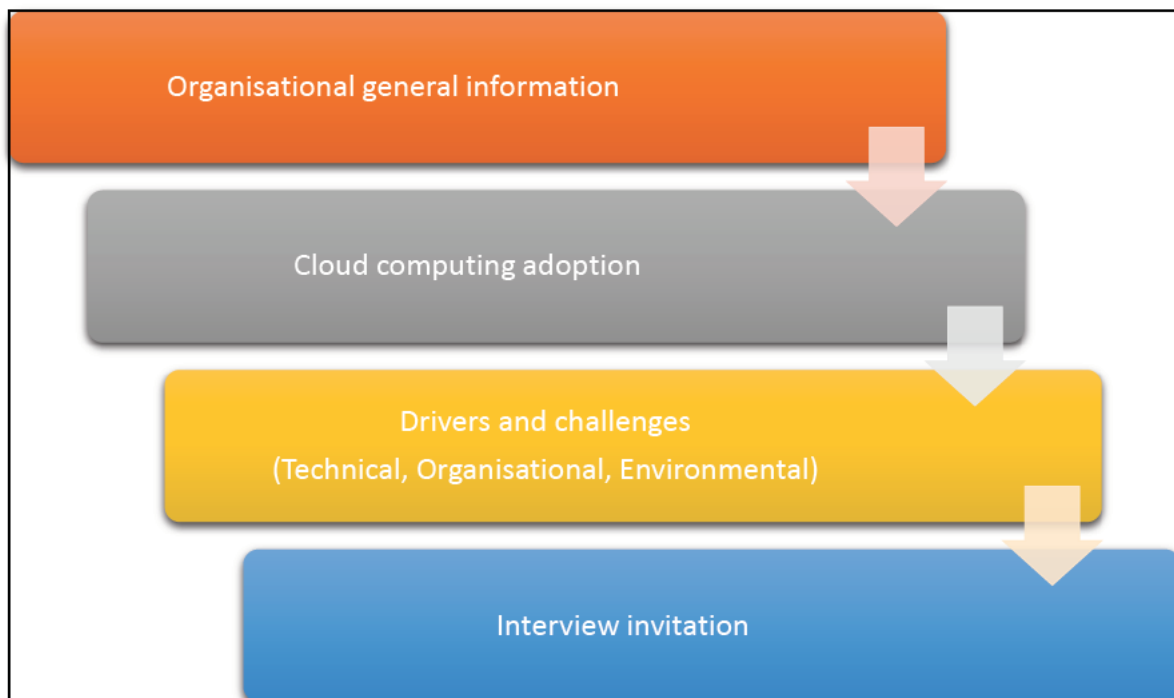 Organisational general information
Cloud computing adoption
Drivers and challenges
(Technical, Organisational, Environmental)
Interview invitation